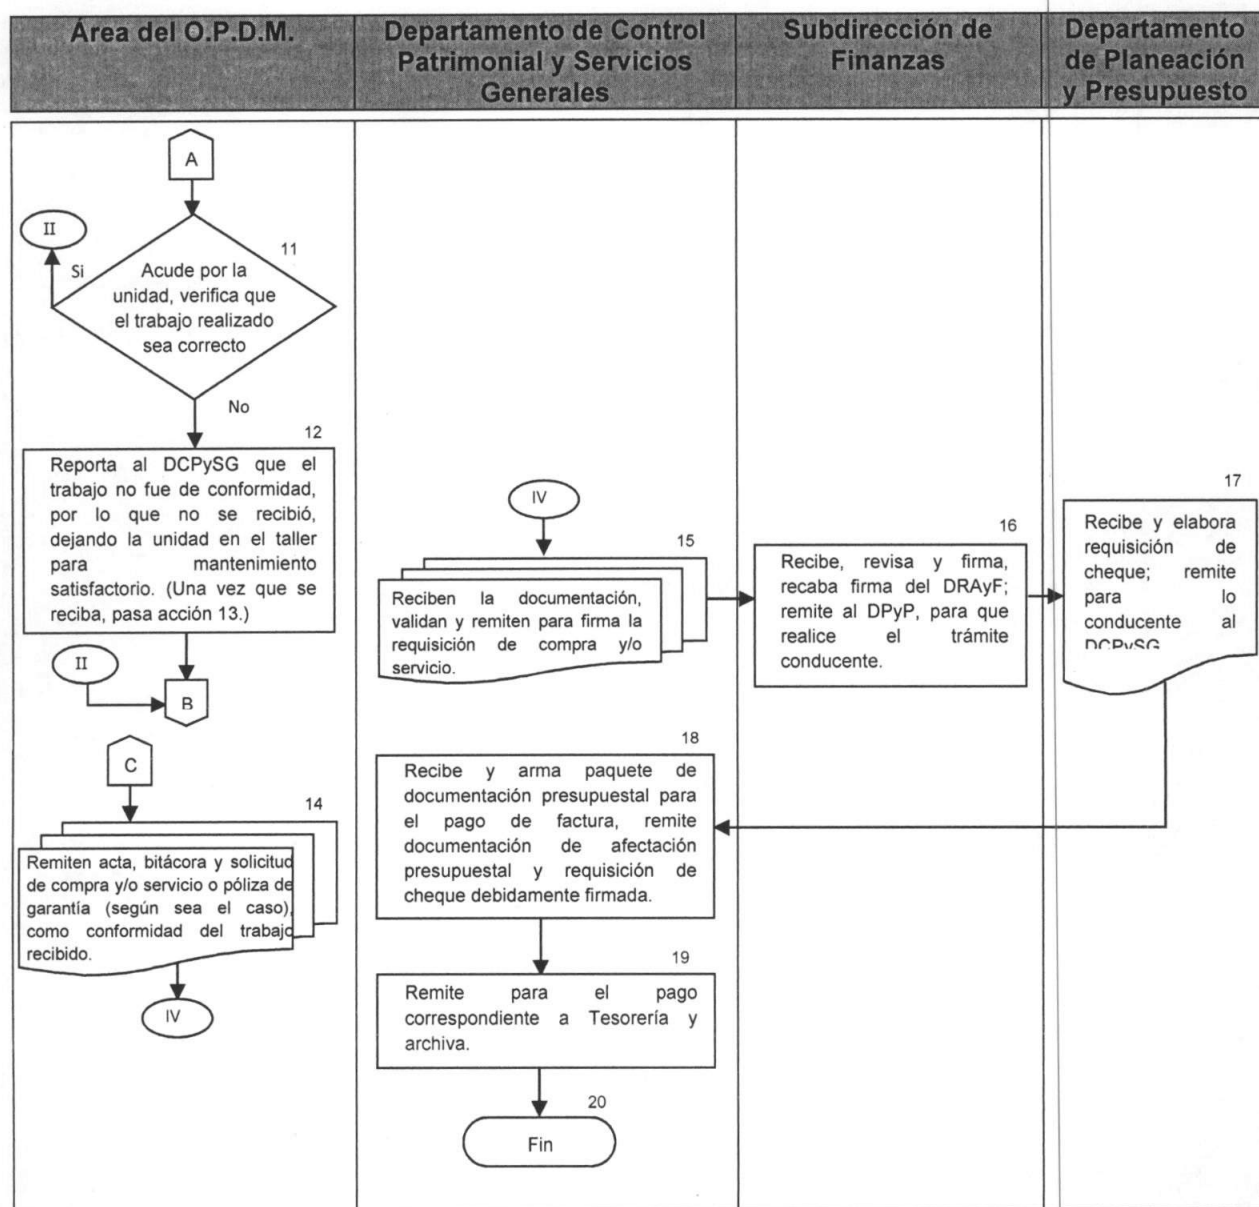 Área del O.P.D.M.
Departamento de Control
Patrimonial y Servicios
Generales
Subdirección de
Finanzas
Departamento
de Planeación
y Presupuesto
A
II
Si
11
Acude por la
unidad, verifica que
el trabajo realizado
sea correcto
No
12
Reporta al DCPySG que el
trabajo no fue de conformidad,
por lo que no se recibió,
dejando la unidad en el taller
para mantenimiento
satisfactorio. (Una vez que se
reciba, pasa acción 13.)
II
B
C
14
Remiten acta, bitácora y solicitud
de compra y/o servicio o póliza de
garantía (según sea el caso),
como conformidad del trabajo
recibido.
IV
IV
15
Reciben la documentación,
validan y remiten para firma la
requisición de compra y/o
servicio.
16
Recibe, revisa y firma,
recaba firma del DRAyF;
remite al DPyP, para que
realice el trámite
conducente.
17
Recibe y elabora
requisición de
cheque; remite
para lo
conducente al
DCPySG
18
Recibe y arma paquete de
documentación presupuestal para
el pago de factura, remite
documentación de afectación
presupuestal y requisición de
cheque debidamente firmada.
19
Remite para el pago
correspondiente a Tesorería y
archiva.
20
Fin